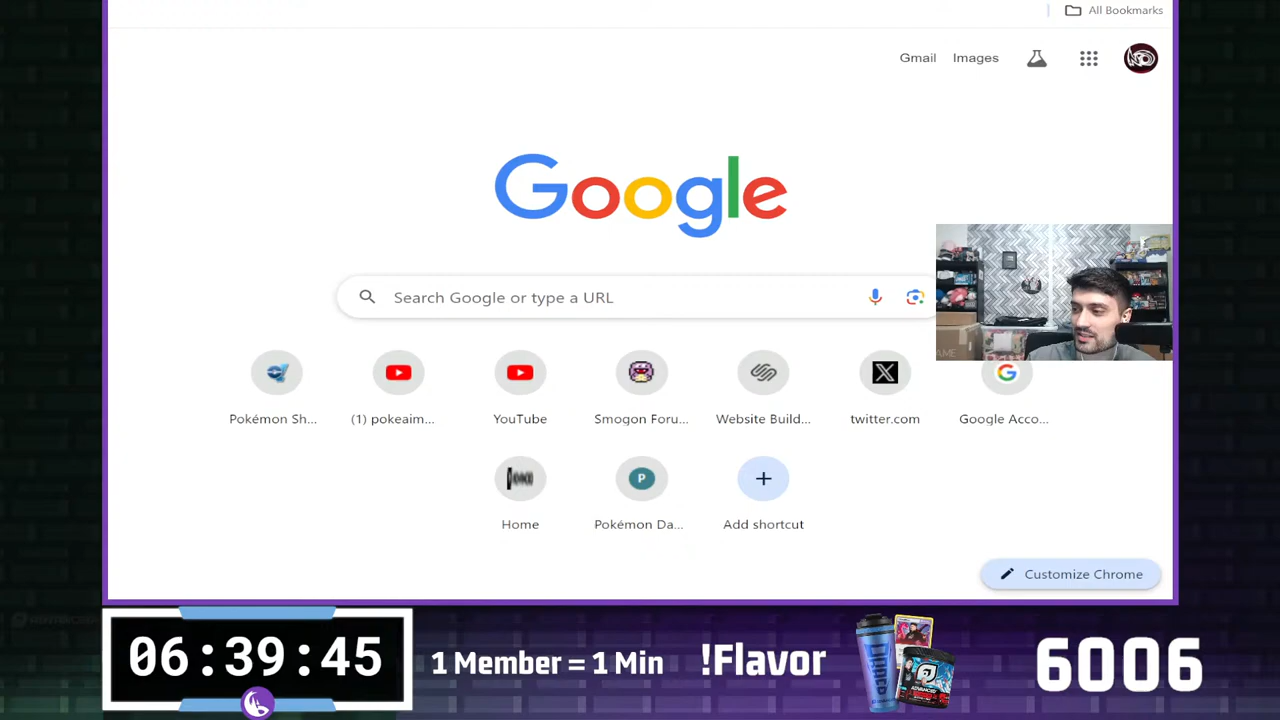 All Bookmarks
Gmail Images
Google
Search Google or type a URL
Pokémon Sh... (1) pokeaim... YouTube Smogon Foru... Website Build... twitter.com Google Acco...
Home Pokémon Da... Add shortcut
Customize Chrome
06:39:45 1 Member = 1 Min !Flavor 6006